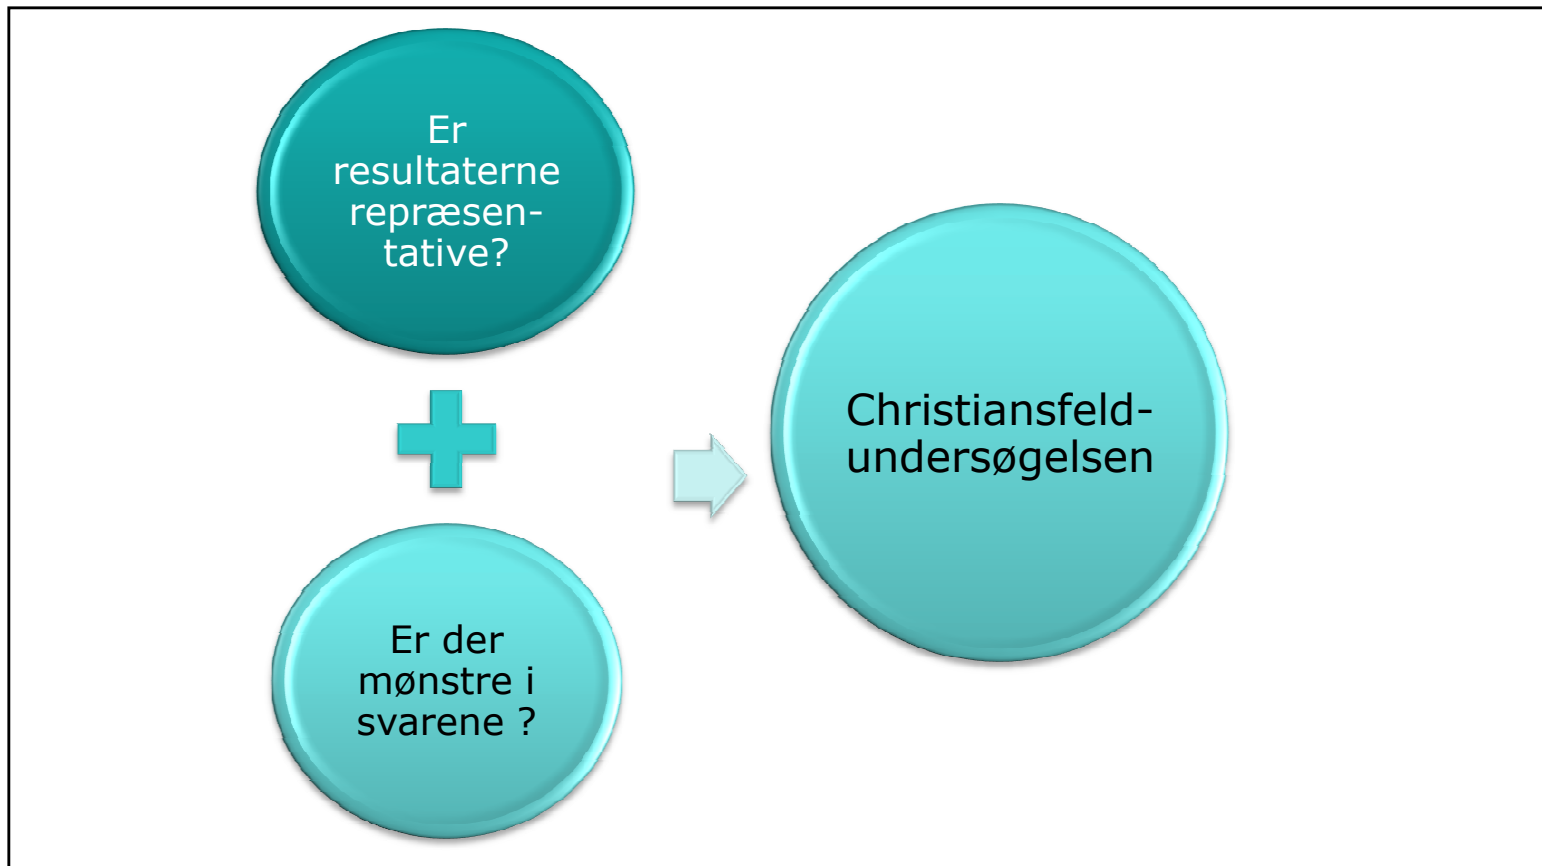 Er
resultaterne
repræsen-
tative?
Er der
mønstre i
svarene ?
Christiansfeld-
undersøgelsen